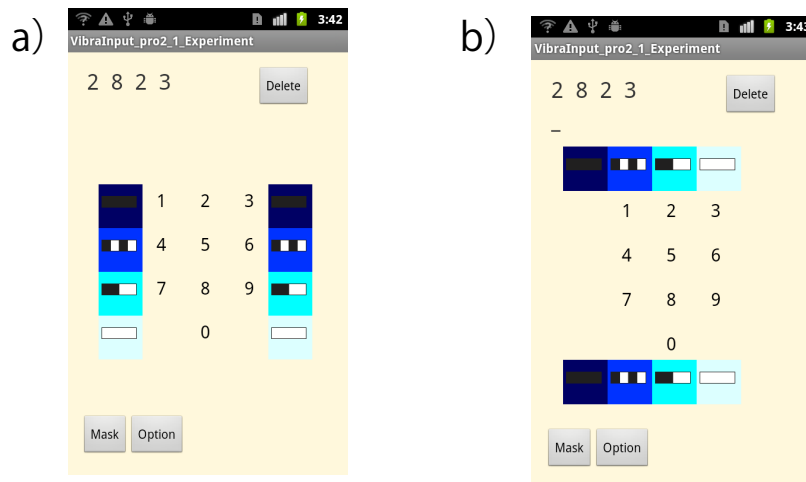 a)
3:42
VibraInput_pro2_1_Experiment
2 8 2 3
Delete
1 2 3
4 5 6
7 8 9
0
Mask Option
b)
3:43
VibraInput_pro2_1_Experiment
2 8 2 3
Delete
_
1 2 3
4 5 6
7 8 9
0
Mask Option